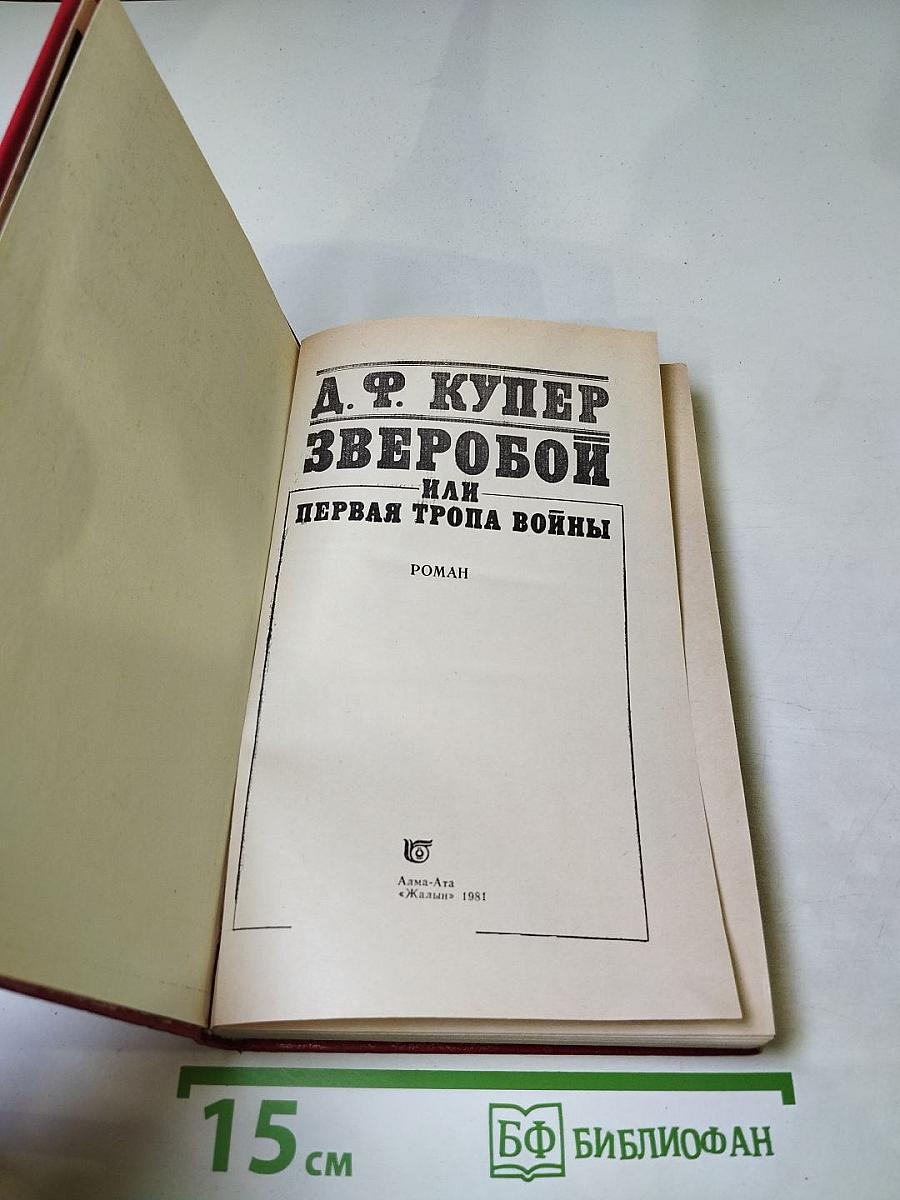 Д. Ф. КУПЕР
ЗВЕРОБОЙ
ИЛИ
ПЕРВАЯ ТРОПА ВОЙНЫ
РОМАН
Алма-Ата
«Жалын» 1981
15 см
БФ БИБЛИОФАН